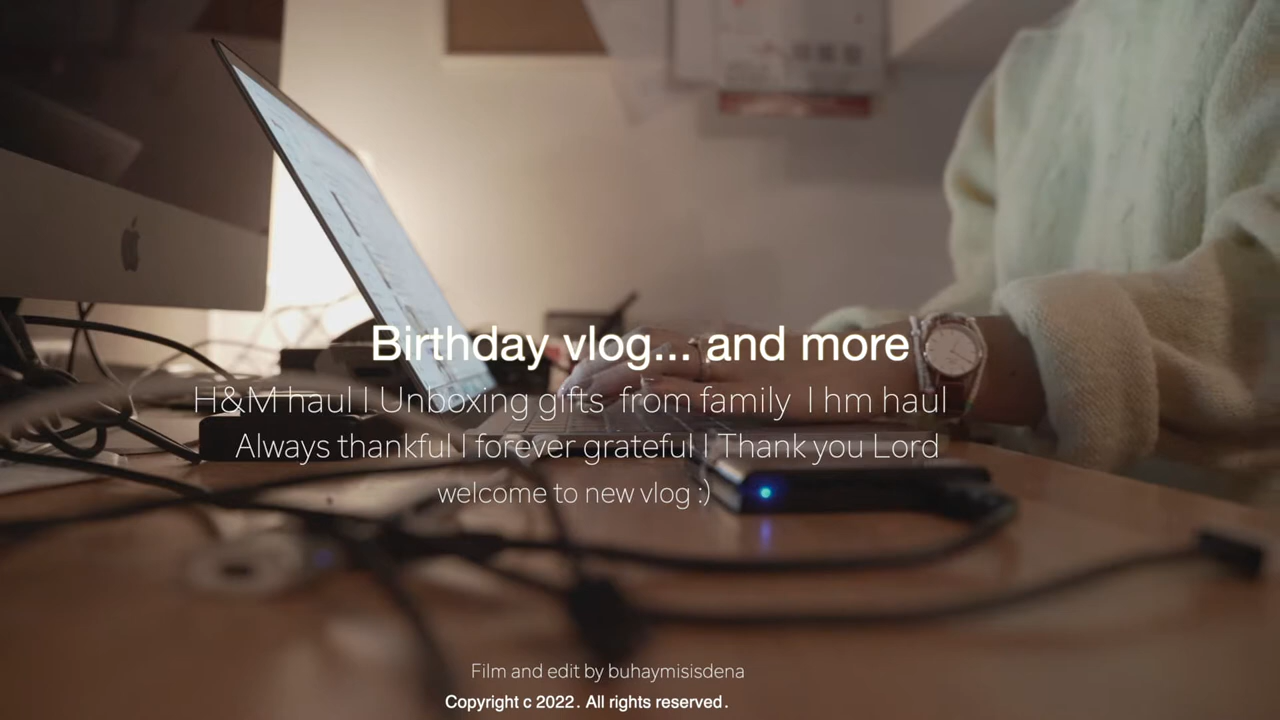 Birthday vlog... and more
H&M haul I Unboxing gifts from family I hm haul
Always thankful I forever grateful I Thank you Lord
welcome to new vlog :)
Film and edit by buhaymisisdena
Copyright c 2022. All rights reserved.